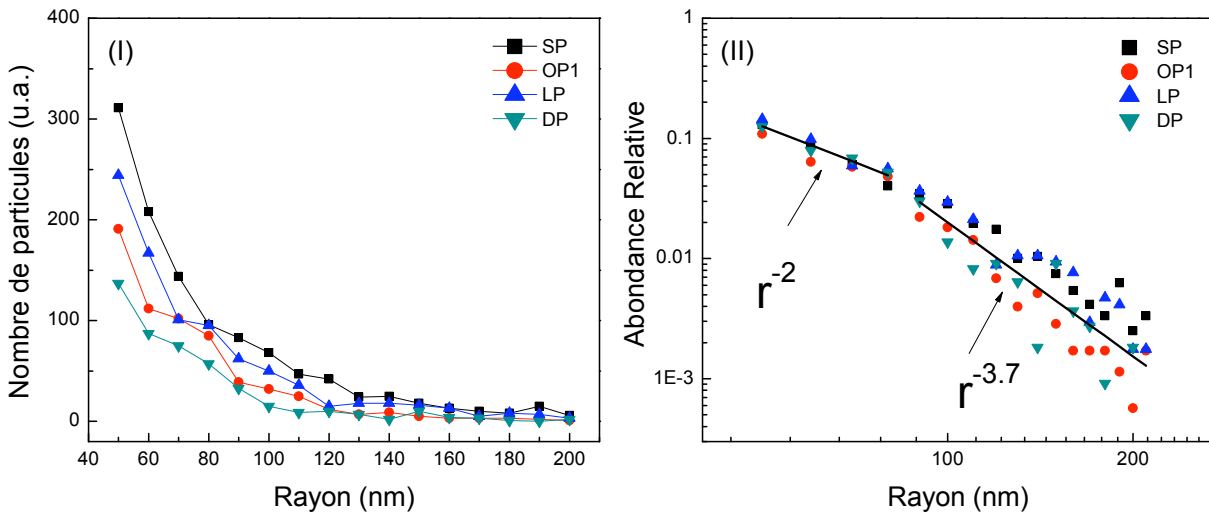 400
300
200
100
0
40
60
80
100
120
140
160
180
200
Rayon (nm)
Nombre de particules (u.a.)
(I)
SP
OP1
LP
DP
1
0.1
0.01
1E-3
100
200
Rayon (nm)
Abondance Relative
(II)
SP
OP1
LP
DP
r-2
r-3.7